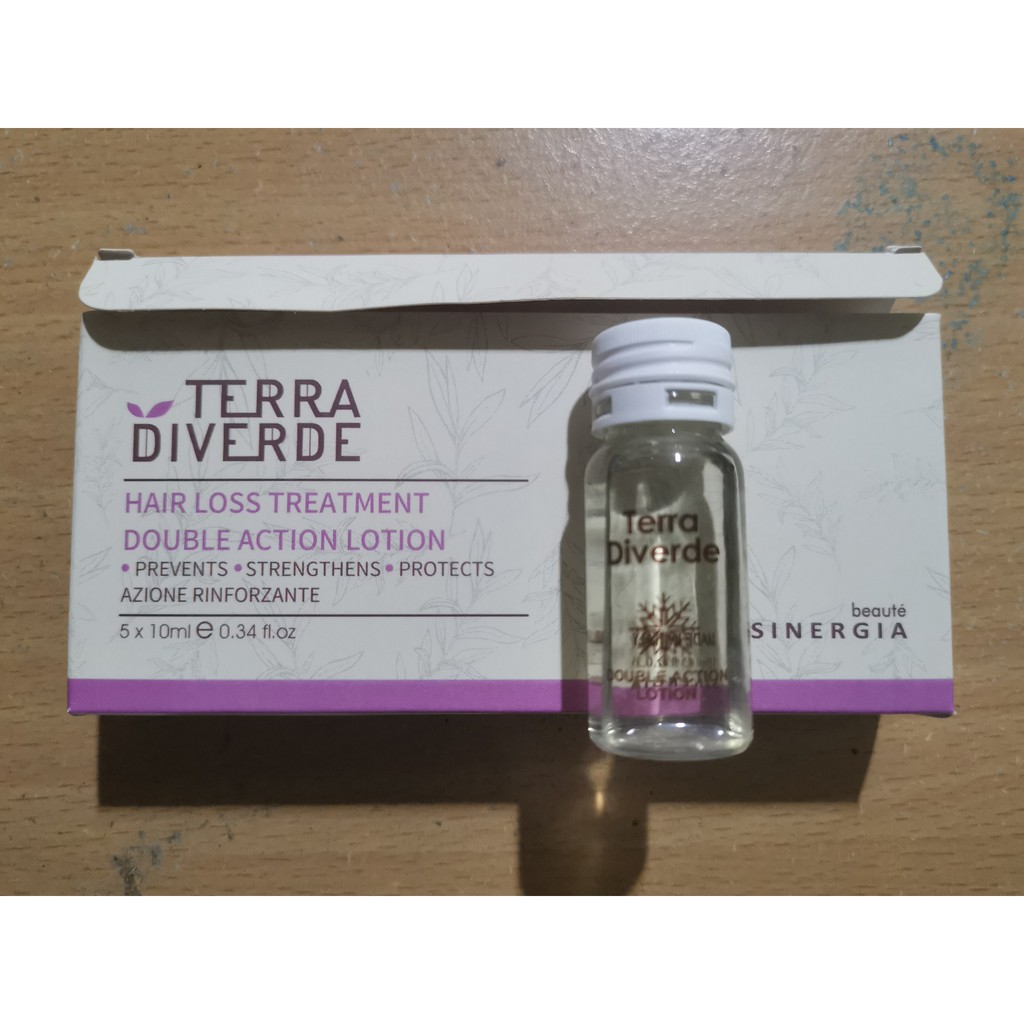 TERRA
DIVERDE
HAIR LOSS TREATMENT
DOUBLE ACTION LOTION
• PREVENTS • STRENGTHENS • PROTECTS
AZIONE RINFORZANTE
5 x 10ml ℮ 0.34 fl.oz
Terra
Diverde
DOUBLE ACTION
LOTION
beauté
SINERGIA